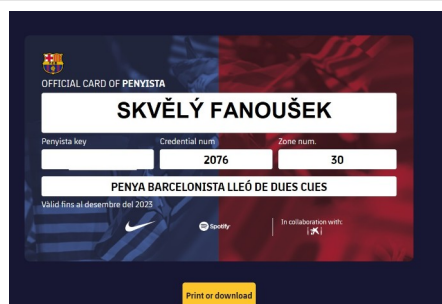 OFFICIAL CARD OF PENYISTA
SKVĚLÝ FANOUŠEK
Penyista key Credential num Zone num.
2076 30
PENYA BARCELONISTA LLEÓ DE DUES CUES
Vàlid fins al desembre del 2023
Spotify
In collaboration with:
Print or download